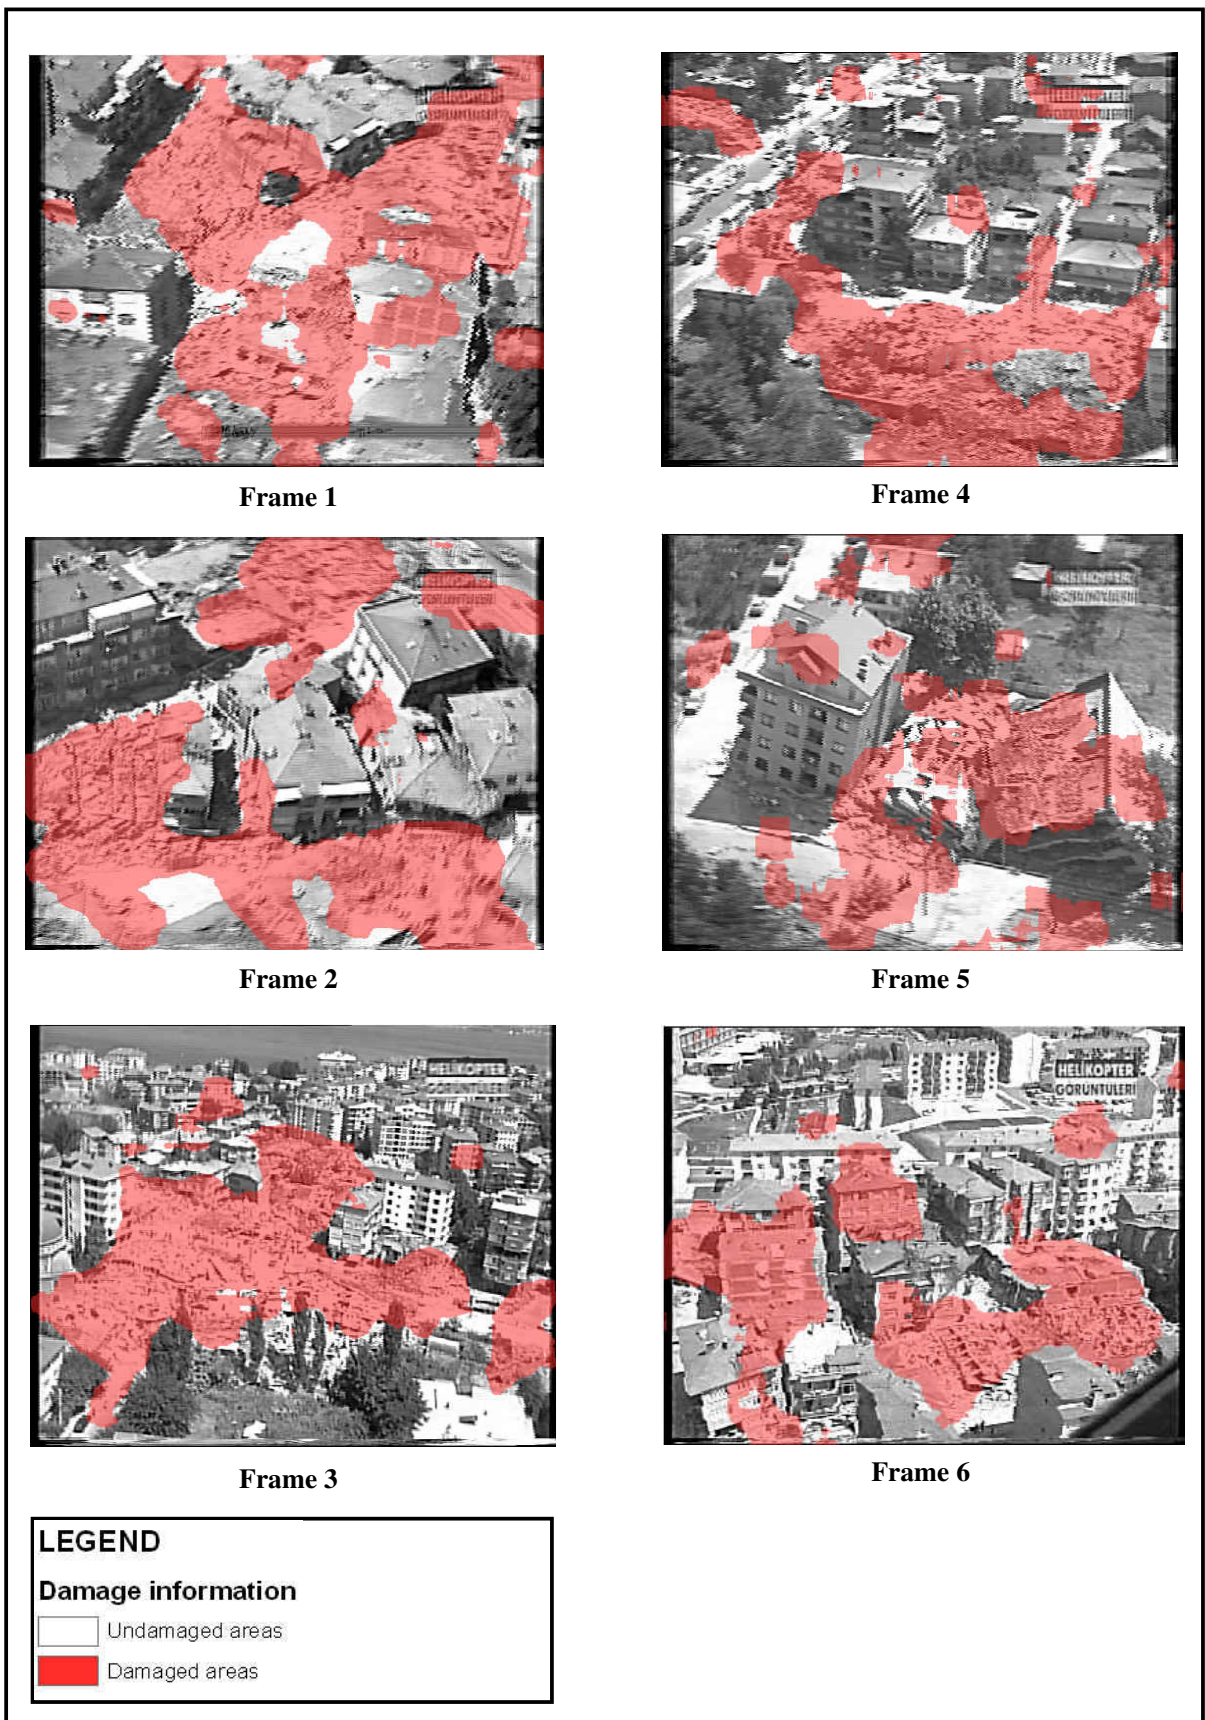 Frame 1
Frame 4
Frame 2
Frame 5
HELİKOPTER
HELİKOPTER
GÖRÜNTÜLERİ
Frame 3
Frame 6
LEGEND
Damage information
Undamaged areas
Damaged areas